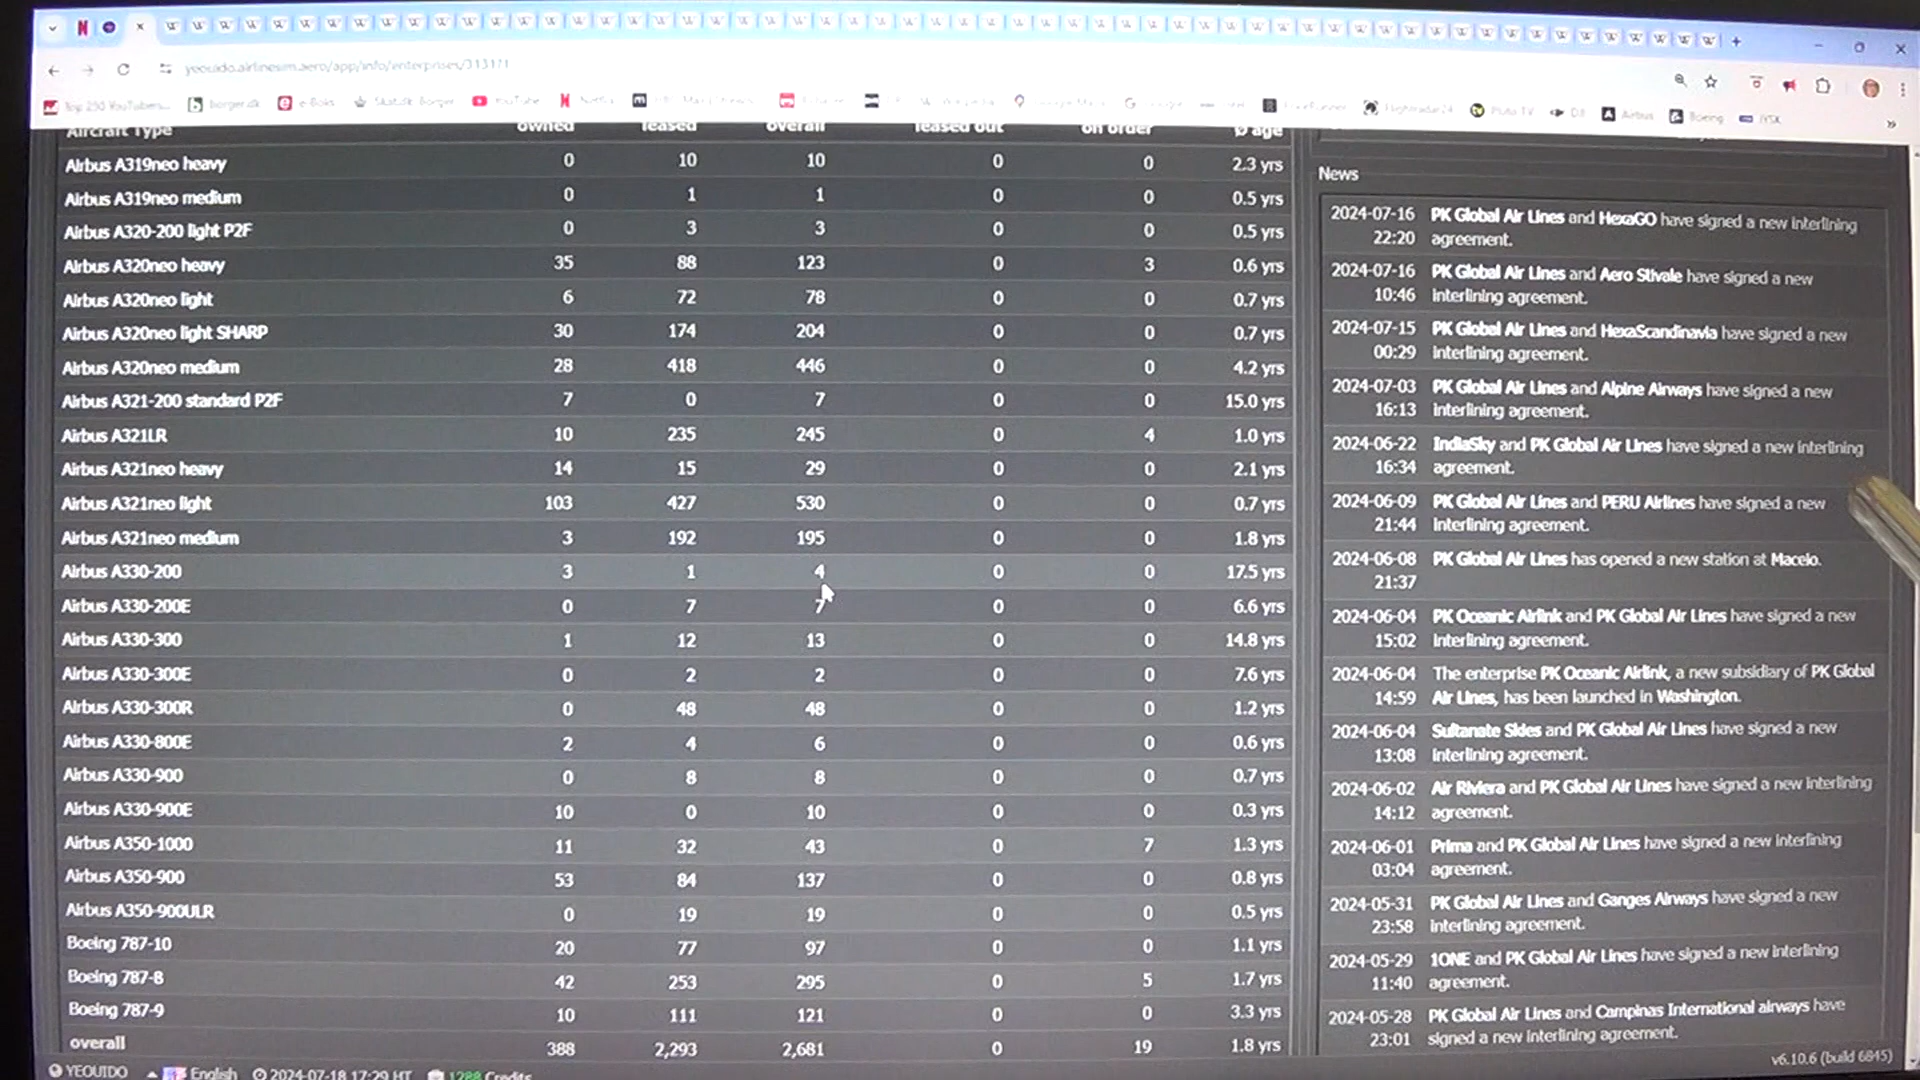 yeouido.airlinesim.aero/app/info/enterprises/313171
Top 250 YouTubers... borger.dk e-Boks Skat.dk Borger YouTube Netflix Flightradar24 Pluto TV Airbus Boeing JYSK
Aircraft Type owned leased overall leased out on order Ø age
Airbus A319neo heavy 0 10 10 0 0 2.3 yrs
Airbus A319neo medium 0 1 1 0 0 0.5 yrs
Airbus A320-200 light P2F 0 3 3 0 0 0.5 yrs
Airbus A320neo heavy 35 88 123 0 3 0.6 yrs
Airbus A320neo light 6 72 78 0 0 0.7 yrs
Airbus A320neo light SHARP 30 174 204 0 0 0.7 yrs
Airbus A320neo medium 28 418 446 0 0 4.2 yrs
Airbus A321-200 standard P2F 7 0 7 0 0 15.0 yrs
Airbus A321LR 10 235 245 0 4 1.0 yrs
Airbus A321neo heavy 14 15 29 0 0 2.1 yrs
Airbus A321neo light 103 427 530 0 0 0.7 yrs
Airbus A321neo medium 3 192 195 0 0 1.8 yrs
Airbus A330-200 3 1 4 0 0 17.5 yrs
Airbus A330-200E 0 7 7 0 0 6.6 yrs
Airbus A330-300 1 12 13 0 0 14.8 yrs
Airbus A330-300E 0 2 2 0 0 7.6 yrs
Airbus A330-300R 0 48 48 0 0 1.2 yrs
Airbus A330-800E 2 4 6 0 0 0.6 yrs
Airbus A330-900 0 8 8 0 0 0.7 yrs
Airbus A330-900E 10 0 10 0 0 0.3 yrs
Airbus A350-1000 11 32 43 0 7 1.3 yrs
Airbus A350-900 53 84 137 0 0 0.8 yrs
Airbus A350-900ULR 0 19 19 0 0 0.5 yrs
Boeing 787-10 20 77 97 0 0 1.1 yrs
Boeing 787-8 42 253 295 0 5 1.7 yrs
Boeing 787-9 10 111 121 0 0 3.3 yrs
overall 388 2,293 2,681 0 19 1.8 yrs
News
2024-07-16 PK Global Air Lines and HexaGO have signed a new interlining
22:20 agreement.
2024-07-16 PK Global Air Lines and Aero Stivale have signed a new
10:46 interlining agreement.
2024-07-15 PK Global Air Lines and HexaScandinavia have signed a new
00:29 interlining agreement.
2024-07-03 PK Global Air Lines and Alpine Airways have signed a new
16:13 interlining agreement.
2024-06-22 IndiaSky and PK Global Air Lines have signed a new interlining
16:34 agreement.
2024-06-09 PK Global Air Lines and PERU Airlines have signed a new
21:44 interlining agreement.
2024-06-08 PK Global Air Lines has opened a new station at Maceio.
21:37
2024-06-04 PK Oceanic Airlink and PK Global Air Lines have signed a new
15:02 interlining agreement.
2024-06-04 The enterprise PK Oceanic Airlink, a new subsidiary of PK Global
14:59 Air Lines, has been launched in Washington.
2024-06-04 Sultanate Skies and PK Global Air Lines have signed a new
13:08 interlining agreement.
2024-06-02 Air Riviera and PK Global Air Lines have signed a new interlining
14:12 agreement.
2024-06-01 Prima and PK Global Air Lines have signed a new interlining
03:04 agreement.
2024-05-31 PK Global Air Lines and Ganges Airways have signed a new
23:58 interlining agreement.
2024-05-29 1ONE and PK Global Air Lines have signed a new interlining
11:40 agreement.
2024-05-28 PK Global Air Lines and Campinas International airways have
23:01 signed a new interlining agreement.
YEOUIDO English 2024-07-18 17:29 HT 1288 Credits
v6.10.6 (build 6845)